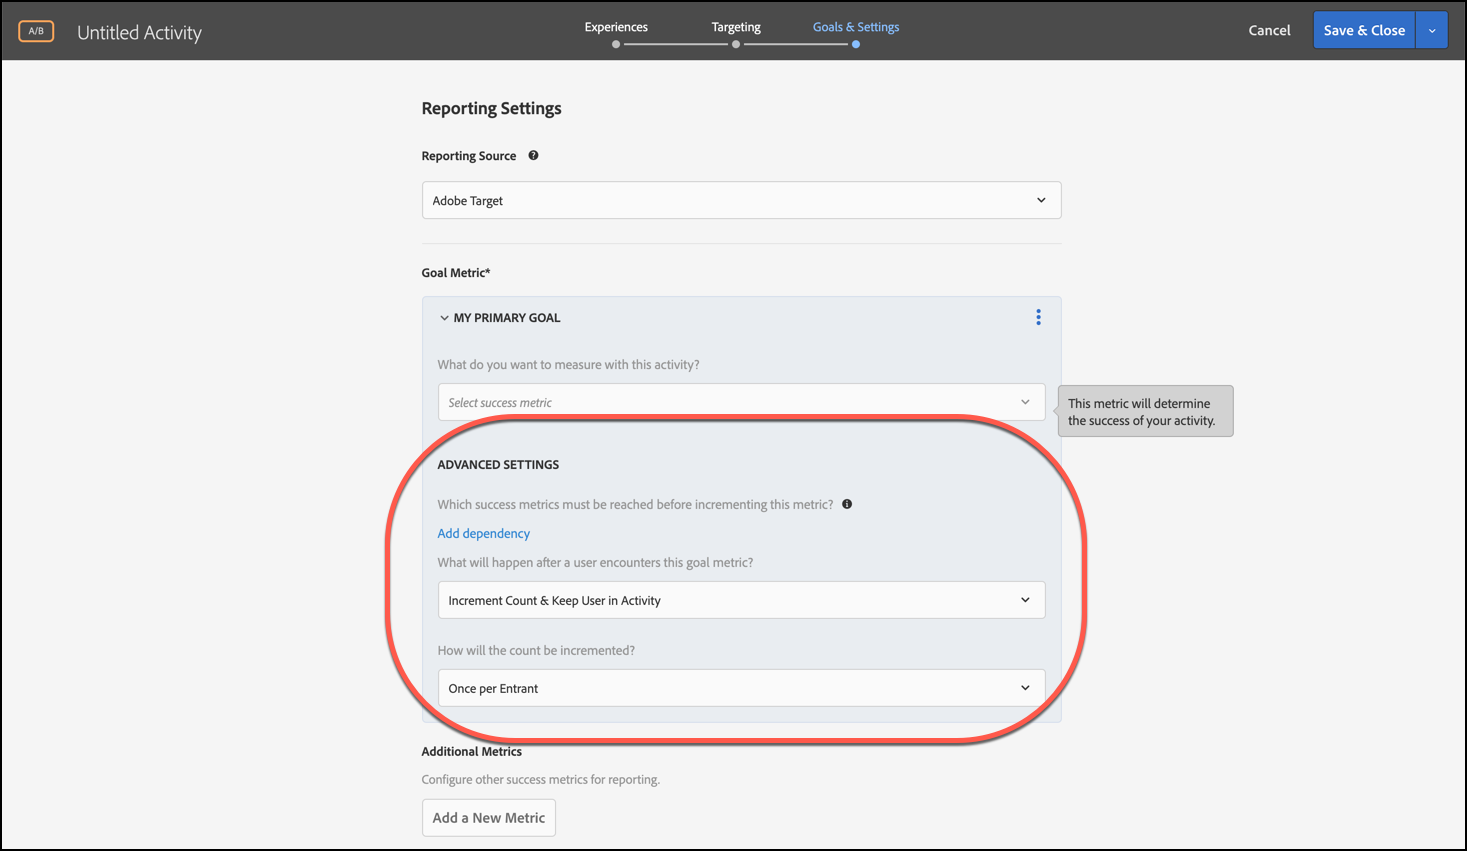 A/B
Untitled Activity
Experiences
Targeting
Goals & Settings
Cancel
Save & Close
Reporting Settings
Reporting Source
Adobe Target
Goal Metric*
MY PRIMARY GOAL
What do you want to measure with this activity?
Select success metric
This metric will determine
the success of your activity.
ADVANCED SETTINGS
Which success metrics must be reached before incrementing this metric?
Add dependency
What will happen after a user encounters this goal metric?
Increment Count & Keep User in Activity
How will the count be incremented?
Once per Entrant
Additional Metrics
Configure other success metrics for reporting.
Add a New Metric